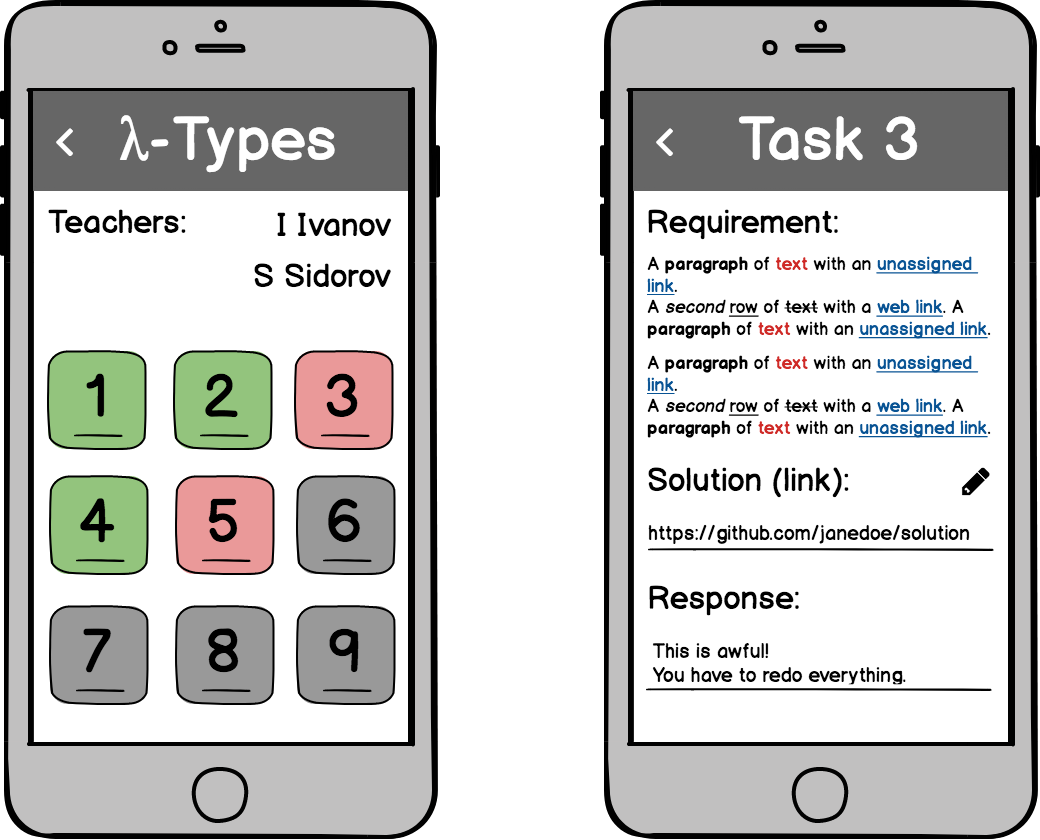 λ-Types
Teachers:
I Ivanov
S Sidorov
1
2
3
4
5
6
7
8
9
Task 3
Requirement:
A paragraph of text with an unassigned
link.
A second row of text with a web link. A
paragraph of text with an unassigned link.
A paragraph of text with an unassigned
link.
A second row of text with a web link. A
paragraph of text with an unassigned link.
Solution (link):
https://github.com/janedoe/solution
Response:
This is awful!
You have to redo everything.